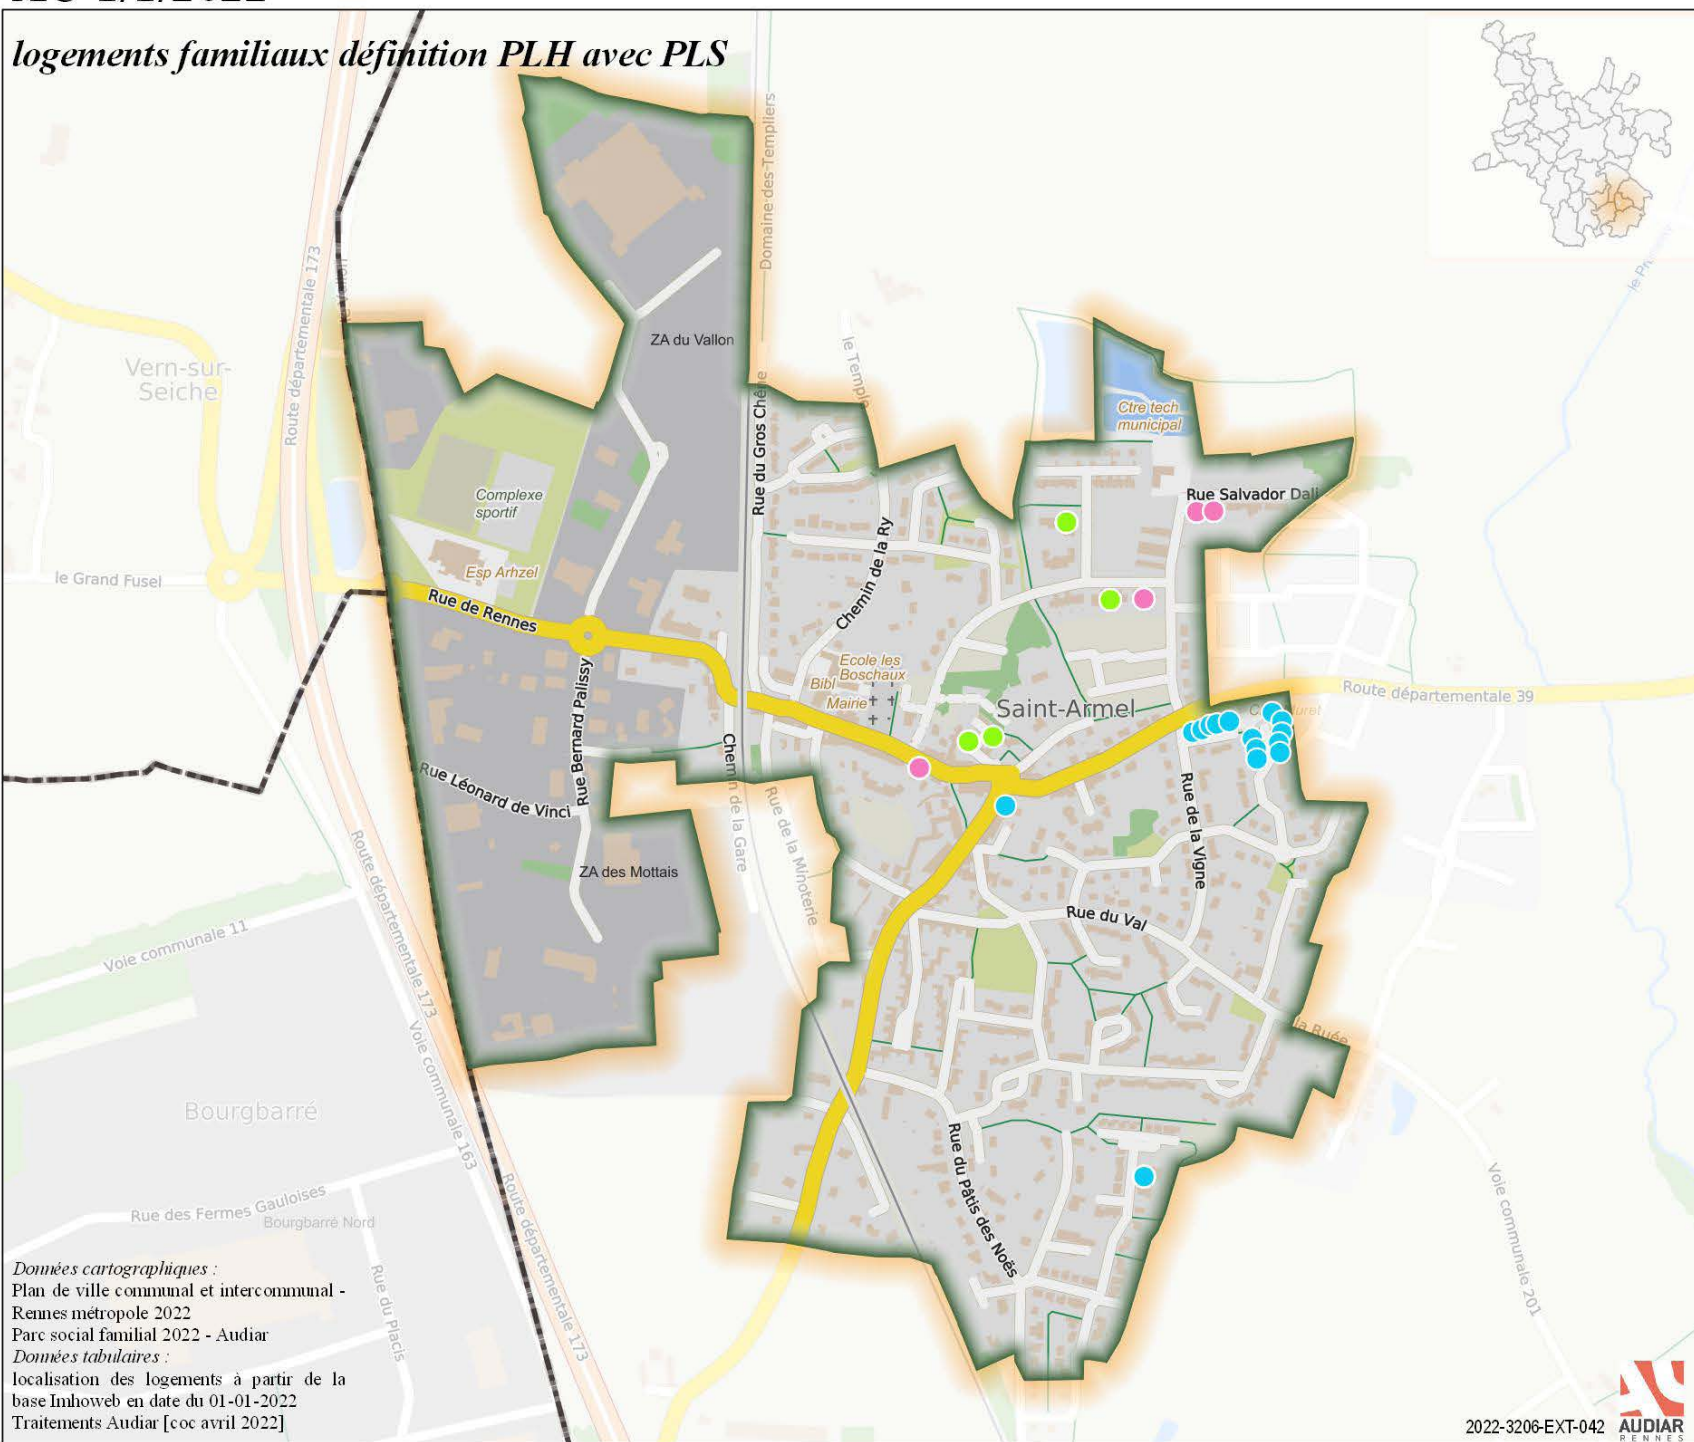 logements familiaux définition PLH avec PLS
Domaine des Templiers
Route départementale 173
ZA du Vallon
Vern-sur-
Seiche
le Temple
Rue du Gros Chêne
Ctre tech
municipal
Complexe
sportif
Rue Salvador Dali
Chemin de la Ry
le Grand Fusel
Esp Arhzel
Rue de Rennes
Ecole les
Boschaux
Bibl
Mairie
Rue Bernard Palissy
Saint-Armel
Route départementale 39
Chemin de la Gare
Rue Léonard de Vinci
Rue de la Minoterie
Rue de la Vigne
ZA des Mottais
Route départementale 173
Rue du Val
Voie communale 11
la Ruée
Voie communale 163
Bourgbarré
Rue du Pâtis des Noës
Route départementale 173
Voie communale 201
Rue des Fermes Gauloises
Bourgbarré Nord
Rue du Placis
Données cartographiques :
Plan de ville communal et intercommunal -
Rennes métropole 2022
Parc social familial 2022 - Audiar
Données tabulaires :
localisation des logements à partir de la
base Imhoweb en date du 01-01-2022
Traitements Audiar [coc avril 2022]
2022-3206-EXT-042
AUDIAR
RENNES